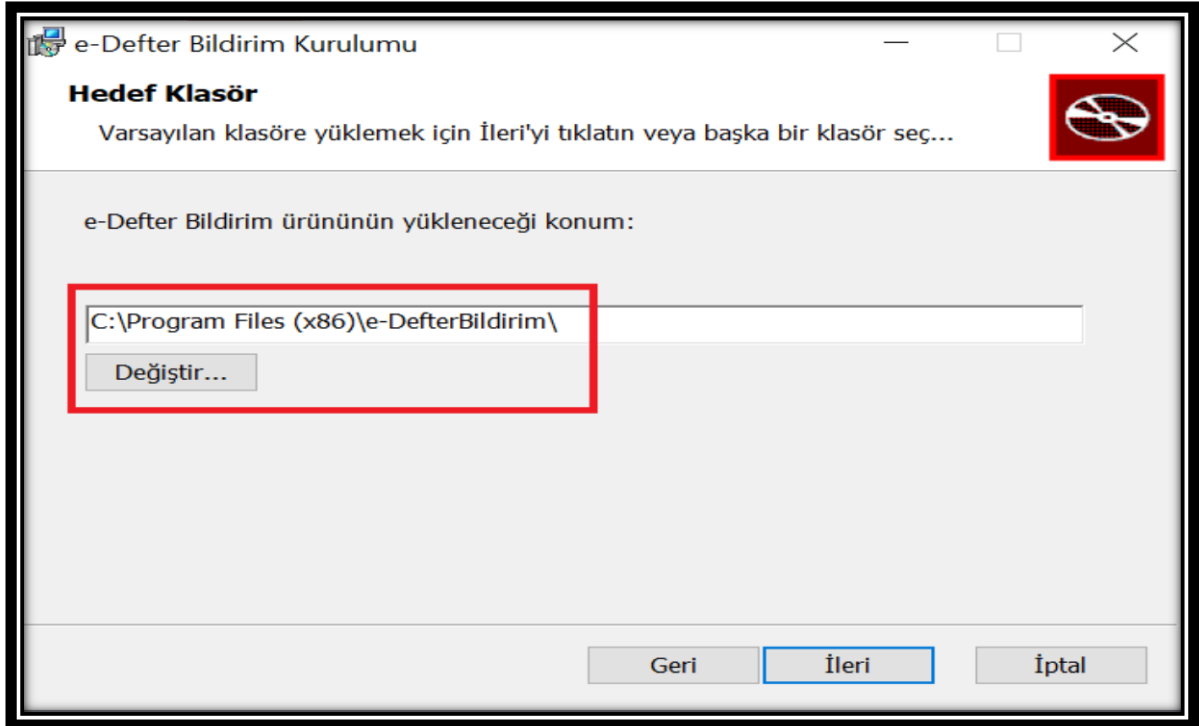 e-Defter Bildirim Kurulumu
Hedef Klasör
Varsayılan klasöre yüklemek için İleri'yi tıklatın veya başka bir klasör seç...
e-Defter Bildirim ürününün yükleneceği konum:
C:\Program Files (x86)\e-DefterBildirim\
Değiştir...
Geri
İleri
İptal